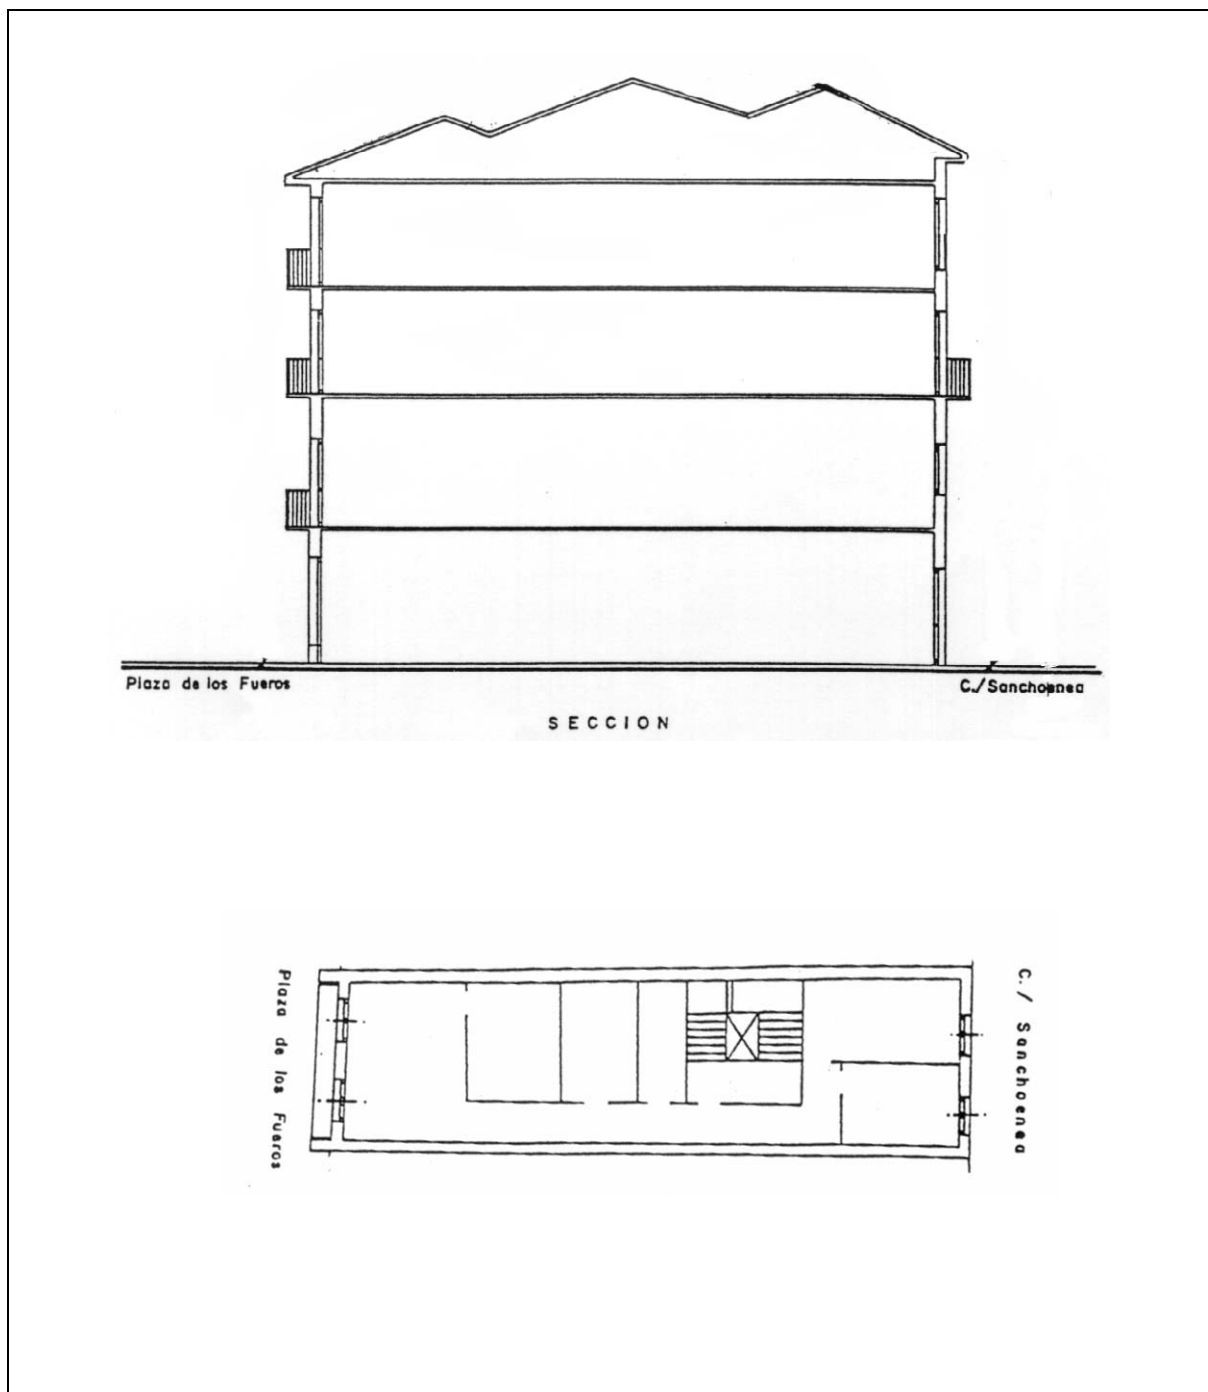 Plaza de los Fueros
C./Sanchoenea
SECCION
Plaza de los Fueros
C./ Sanchoenea